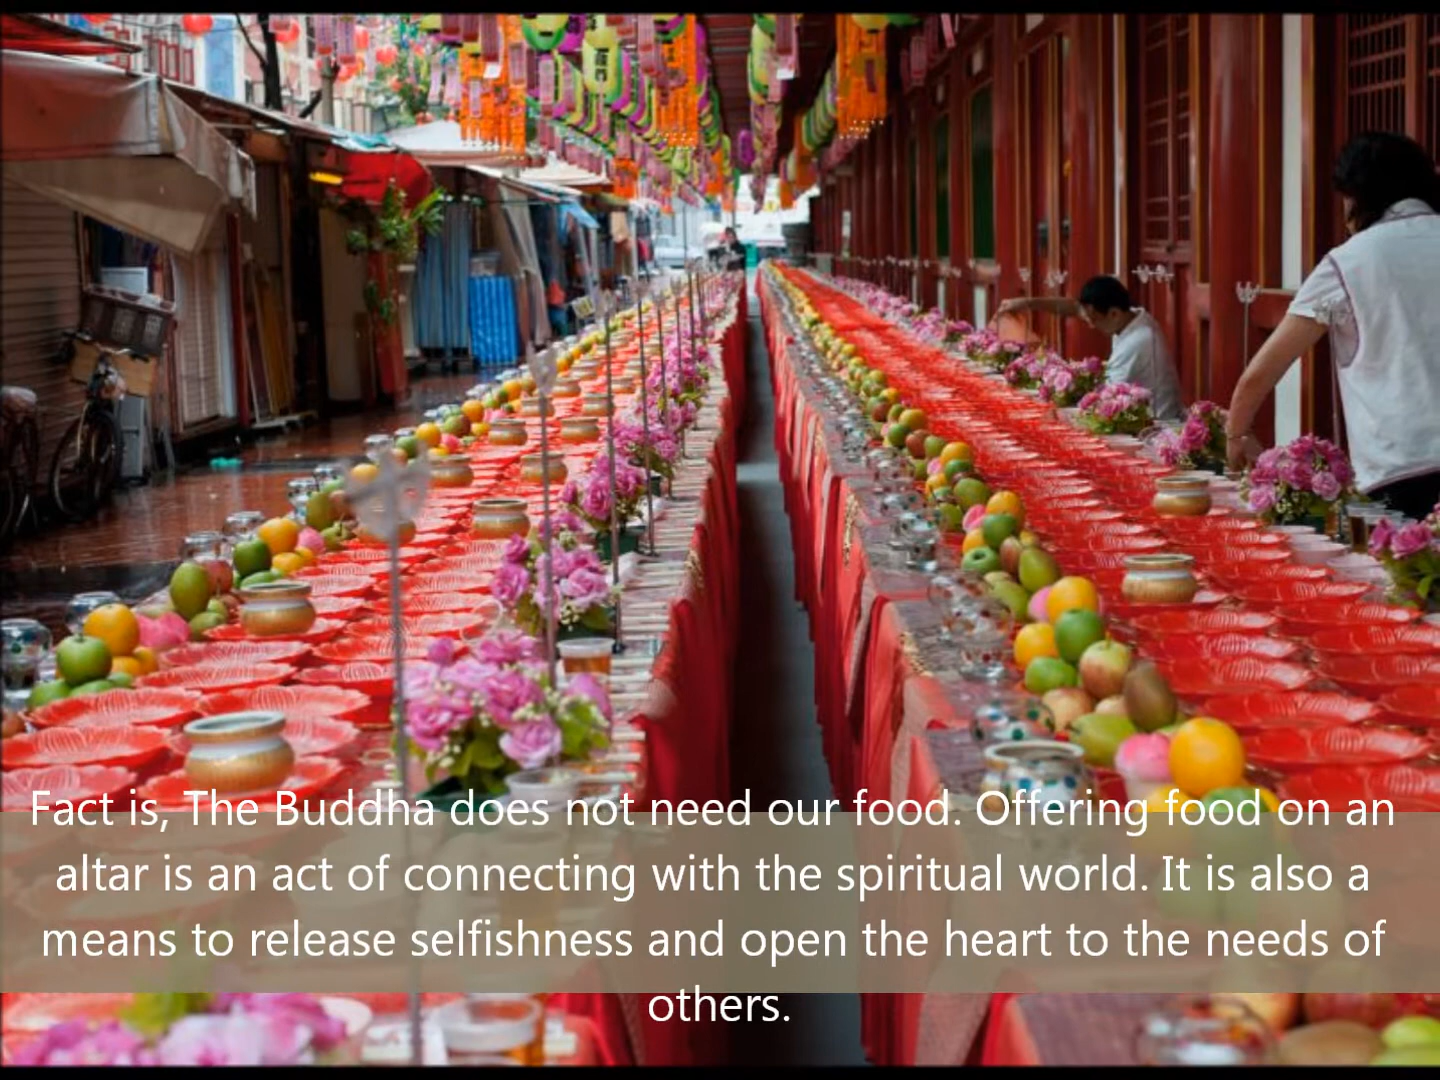 Fact is, The Buddha does not need our food. Offering food on an
altar is an act of connecting with the spiritual world. It is also a
means to release selfishness and open the heart to the needs of
others.